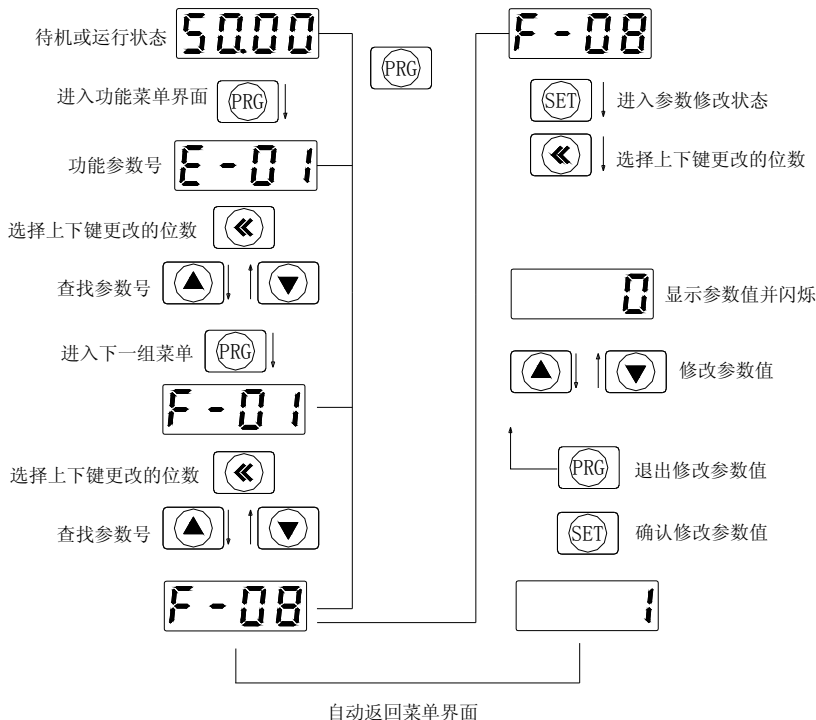 待机或运行状态 50.00
PRG
进入功能菜单界面 PRG
功能参数号 E-01
选择上下键更改的位数
查找参数号
进入下一组菜单 PRG
F-01
选择上下键更改的位数
查找参数号
F-08
F-08
SET 进入参数修改状态
选择上下键更改的位数
0 显示参数值并闪烁
修改参数值
PRG 退出修改参数值
SET 确认修改参数值
1
自动返回菜单界面